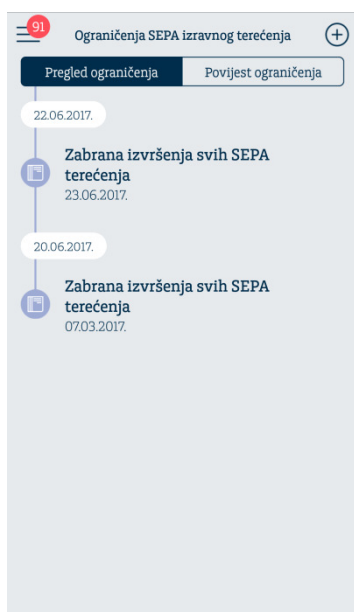 91
Ograničenja SEPA izravnog terećenja
Pregled ograničenja
Povijest ograničenja
22.06.2017.
Zabrana izvršenja svih SEPA
terećenja
23.06.2017.
20.06.2017.
Zabrana izvršenja svih SEPA
terećenja
07.03.2017.